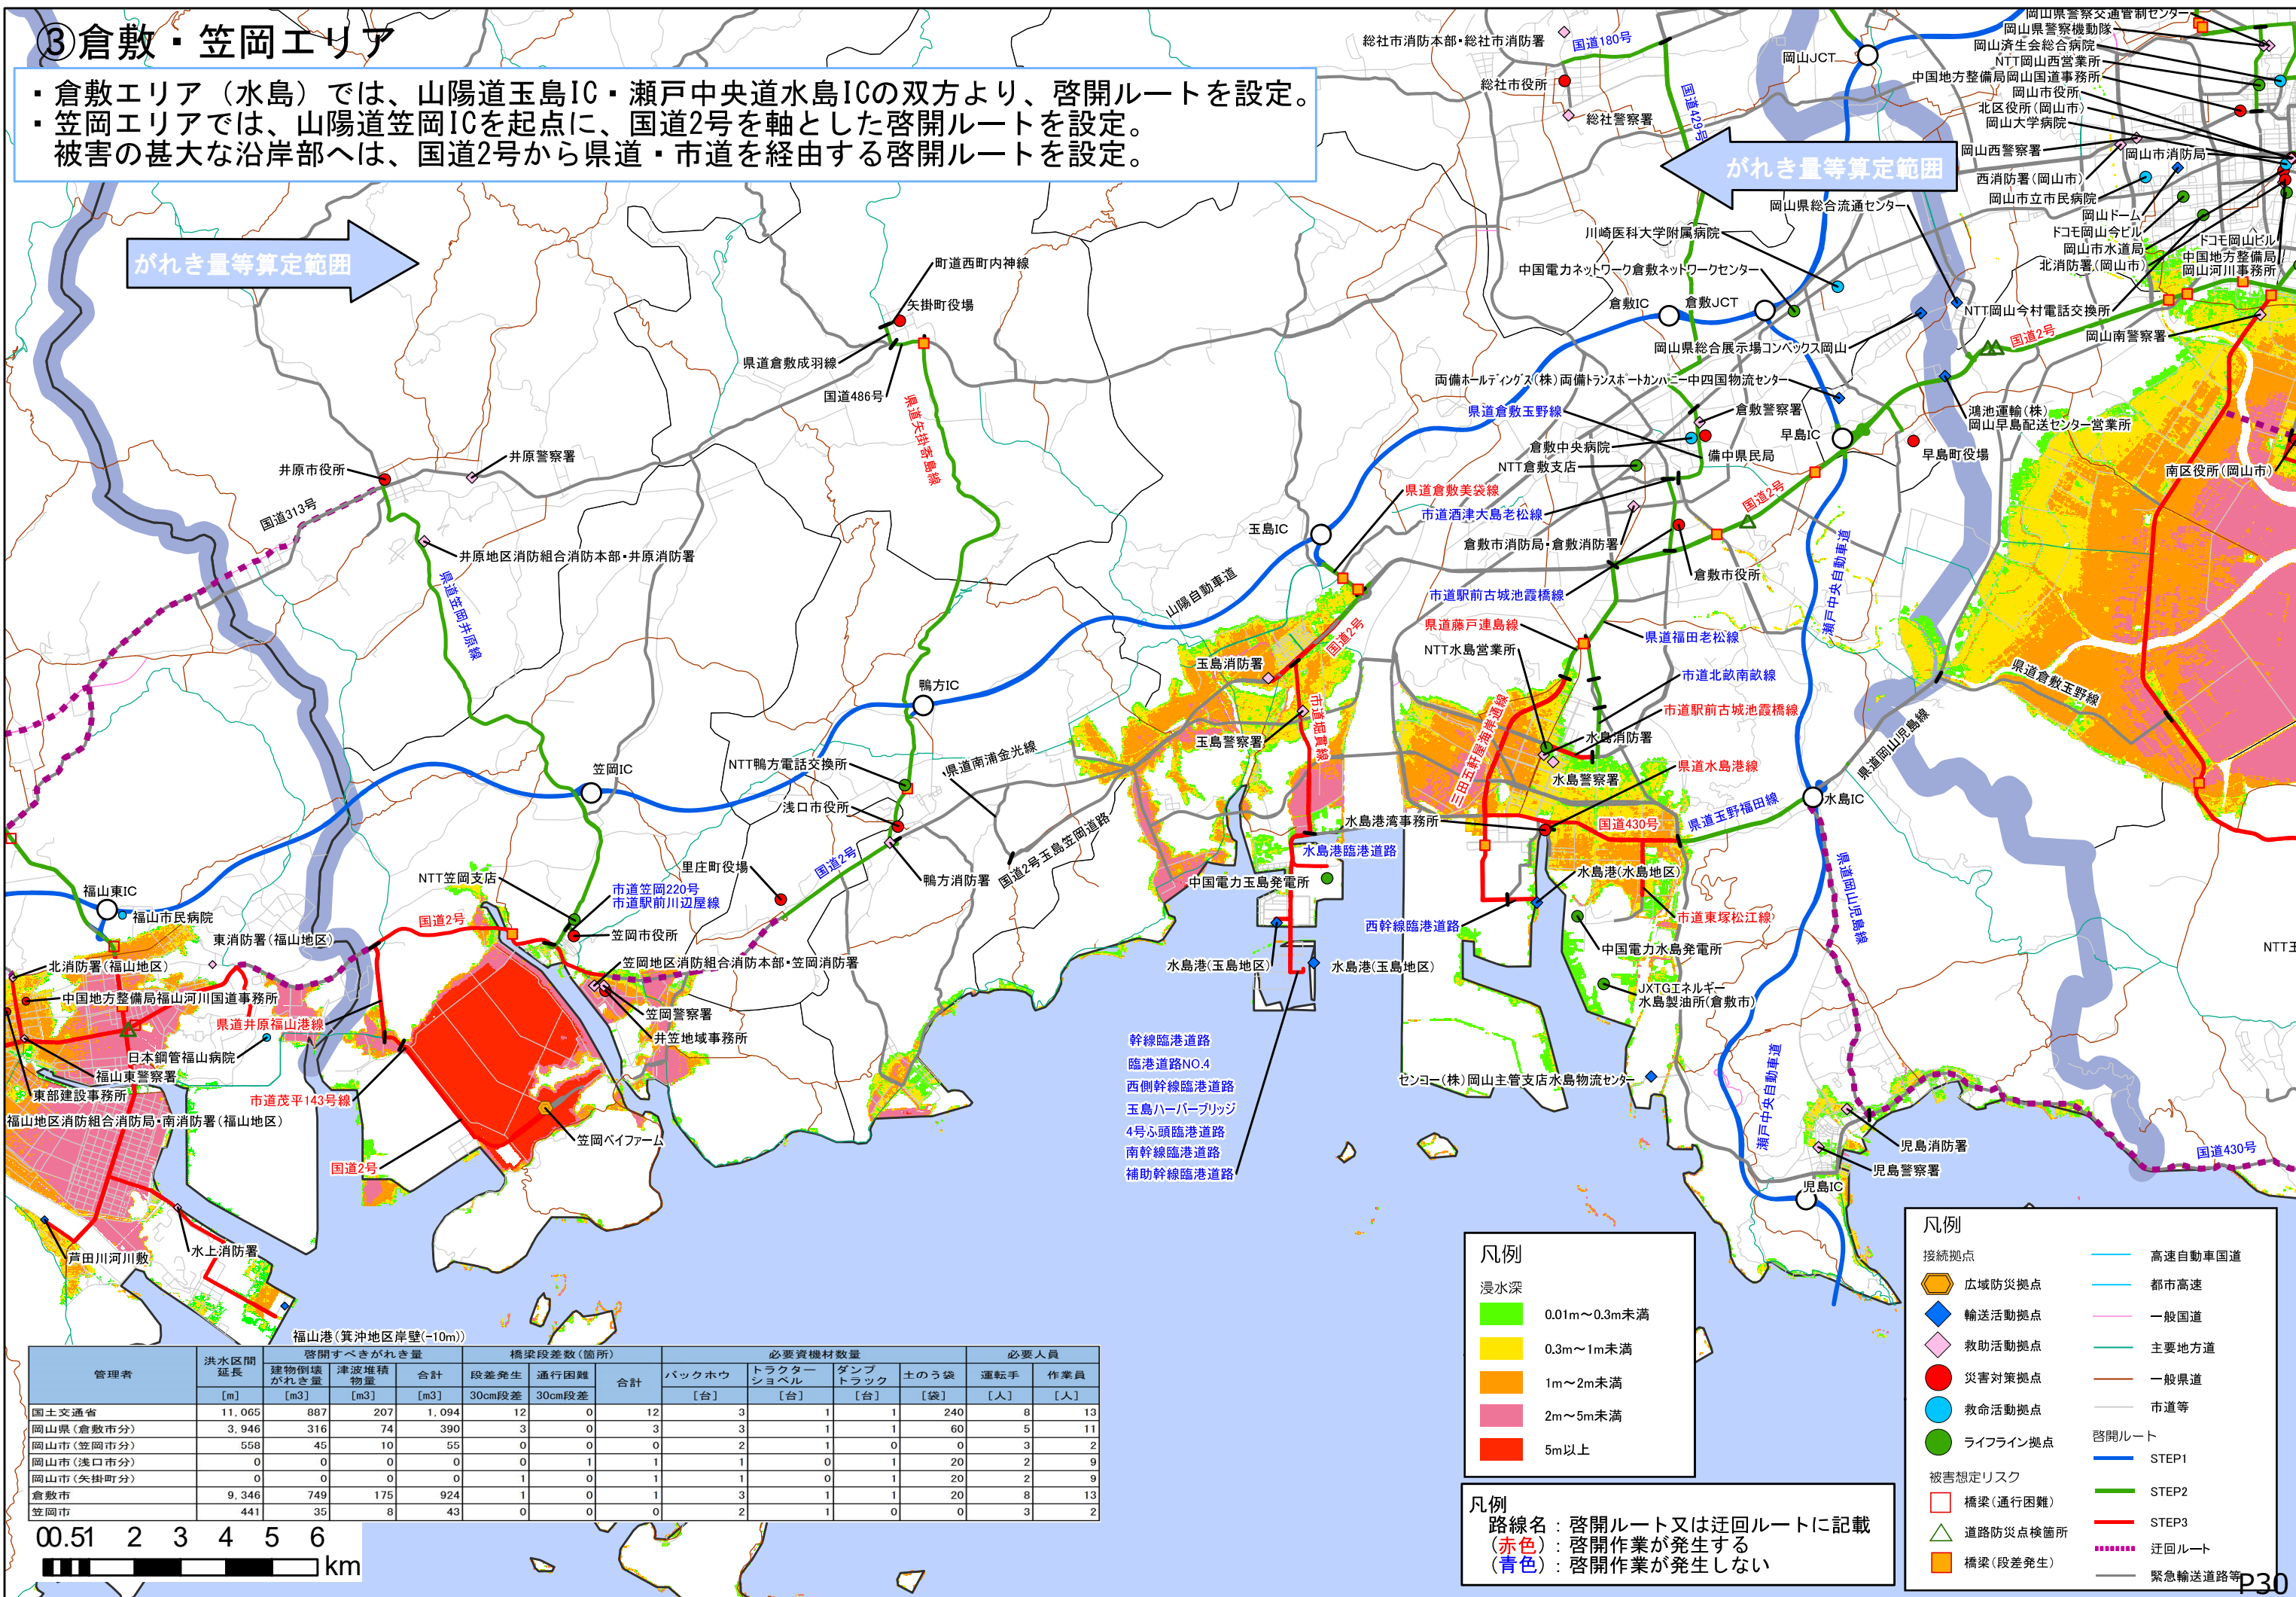 ③倉敷・笠岡エリア
・倉敷エリア（水島）では、山陽道玉島IC・瀬戸中央道水島ICの双方より、啓開ルートを設定。
・笠岡エリアでは、山陽道笠岡ICを起点に、国道2号を軸とした啓開ルートを設定。
被害の甚大な沿岸部へは、国道2号から県道・市道を経由する啓開ルートを設定。
がれき量等算定範囲
がれき量等算定範囲
総社市消防本部・総社市消防署
国道180号
総社市役所
総社警察署
国道429号
岡山JCT
岡山県警察交通管制センター
岡山県警察機動隊
岡山済生会総合病院
NTT岡山西営業所
中国地方整備局岡山国道事務所
岡山市役所
北区役所(岡山市)
岡山大学病院
岡山西警察署
岡山市消防局
西消防署(岡山市)
岡山市立市民病院
岡山県総合流通センター
岡山ドーム
ドコモ岡山今ビル
ドコモ岡山ビル
岡山市水道局
中国地方整備局
岡山河川事務所
北消防署(岡山市)
川崎医科大学附属病院
中国電力ネットワーク倉敷ネットワークセンター
倉敷IC
倉敷JCT
NTT岡山今村電話交換所
岡山南警察署
国道2号
岡山県総合展示場コンベックス岡山
両備ホールディングス(株)両備トランスポートカンパニー中四国物流センター
県道倉敷玉野線
倉敷警察署
鴻池運輸(株)
岡山早島配送センター営業所
早島IC
早島町役場
倉敷中央病院
備中県民局
NTT倉敷支店
南区役所(岡山市)
国道2号
県道倉敷美袋線
市道酒津大島老松線
倉敷市消防局・倉敷消防署
倉敷市役所
瀬戸中央自動車道
市道駅前古城池霞橋線
町道西町内神線
矢掛町役場
県道倉敷成羽線
国道486号
県道矢掛寄島線
井原市役所
井原警察署
国道313号
井原地区消防組合消防本部・井原消防署
県道笠岡井原線
玉島IC
山陽自動車道
国道2号
県道藤戸連島線
NTT水島営業所
県道福田老松線
市道北畝南畝線
市道駅前古城池霞橋線
玉島消防署
市道堀貫線
玉島警察署
三田五軒屋海岸通線
水島消防署
水島警察署
県道水島港線
県道倉敷玉野線
県道岡山児島線
鴨方IC
笠岡IC
NTT鴨方電話交換所
県道南浦金光線
浅口市役所
国道2号玉島笠岡道路
国道2号
里庄町役場
鴨方消防署
水島港湾事務所
国道430号
県道玉野福田線
水島IC
水島港臨港道路
中国電力玉島発電所
水島港(水島地区)
市道東塚松江線
西幹線臨港道路
中国電力水島発電所
県道岡山児島線
水島港(玉島地区)
水島港(玉島地区)
JXTGエネルギー
水島製油所(倉敷市)
福山東IC
福山市民病院
NTT笠岡支店
市道笠岡220号
市道駅前川辺屋線
国道2号
笠岡市役所
東消防署(福山地区)
北消防署(福山地区)
中国地方整備局福山河川国道事務所
県道井原福山港線
笠岡地区消防組合消防本部・笠岡消防署
笠岡警察署
井笠地域事務所
日本鋼管福山病院
福山東警察署
東部建設事務所
市道茂平143号線
福山地区消防組合消防局・南消防署(福山地区)
国道2号
笠岡ベイファーム
芦田川河川敷
水上消防署
福山港(箕沖地区岸壁(-10m))
幹線臨港道路
臨港道路NO.4
西側幹線臨港道路
玉島ハーバーブリッジ
4号ふ頭臨港道路
南幹線臨港道路
補助幹線臨港道路
センコー(株)岡山主管支店水島物流センター
瀬戸中央自動車道
児島消防署
児島警察署
児島IC
国道430号
管理者 洪水区間延長 啓開すべきがれき量 橋梁段差数(箇所) 必要資機材数量 必要人員
建物倒壊がれき量 津波堆積物量 合計 段差発生 通行困難 合計 バックホウ トラクターショベル ダンプトラック 土のう袋 運転手 作業員
[m] [m3] [m3] [m3] 30cm段差 30cm段差 [台] [台] [台] [袋] [人] [人]
国土交通省 11,065 887 207 1,094 12 0 12 3 1 1 240 8 13
岡山県(倉敷市分) 3,946 316 74 390 3 0 3 3 1 1 60 5 11
岡山市(笠岡市分) 558 45 10 55 0 0 0 2 1 0 0 3 2
岡山市(浅口市分) 0 0 0 0 0 1 1 1 0 1 20 2 9
岡山市(矢掛町分) 0 0 0 0 1 0 1 1 0 1 20 2 9
倉敷市 9,346 749 175 924 1 0 1 3 1 1 20 8 13
笠岡市 441 35 8 43 0 0 0 2 1 0 0 3 2
0 0.5 1 2 3 4 5 6
km
凡例
浸水深
0.01m～0.3m未満
0.3m～1m未満
1m～2m未満
2m～5m未満
5m以上
凡例
路線名：啓開ルート又は迂回ルートに記載
(赤色)：啓開作業が発生する
(青色)：啓開作業が発生しない
凡例
接続拠点
広域防災拠点
輸送活動拠点
救助活動拠点
災害対策拠点
救命活動拠点
ライフライン拠点
被害想定リスク
橋梁(通行困難)
道路防災点検箇所
橋梁(段差発生)
高速自動車国道
都市高速
一般国道
主要地方道
一般県道
市道等
啓開ルート
STEP1
STEP2
STEP3
迂回ルート
緊急輸送道路等
P30